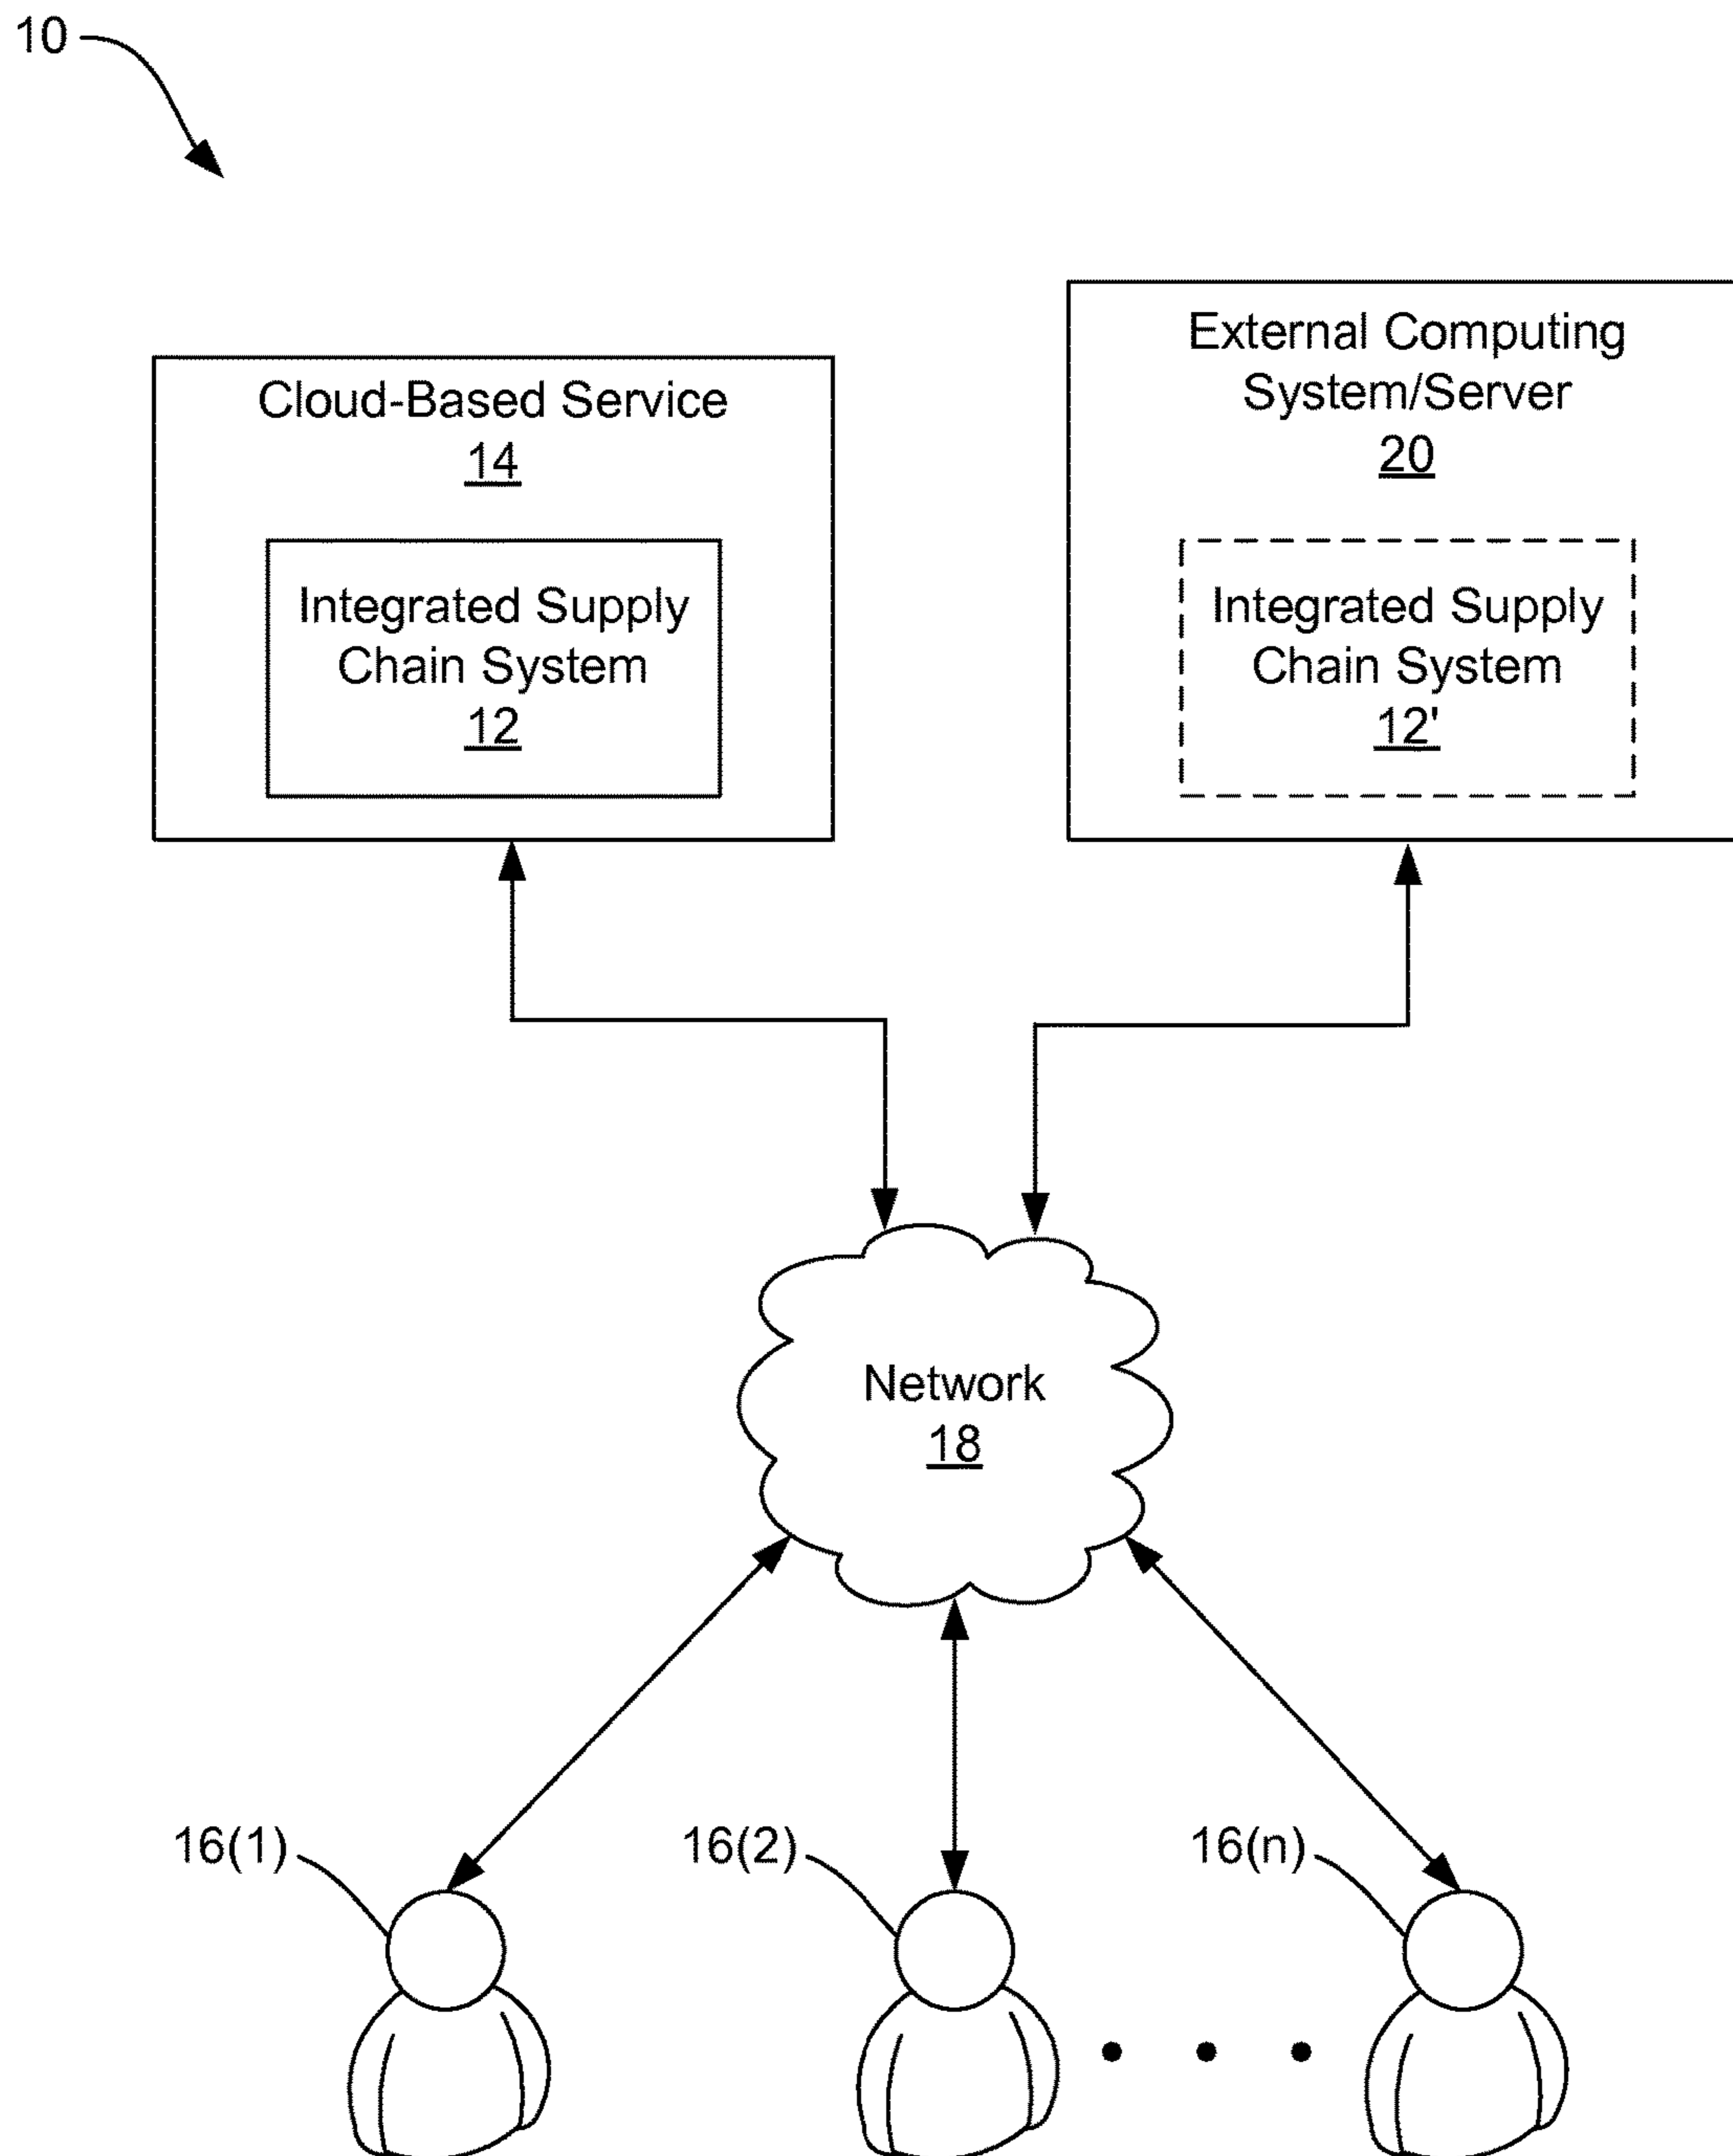 10
Cloud-Based Service
14
Integrated Supply
Chain System
12
External Computing
System/Server
20
Integrated Supply
Chain System
12'
Network
18
16(1)
16(2)
16(n)